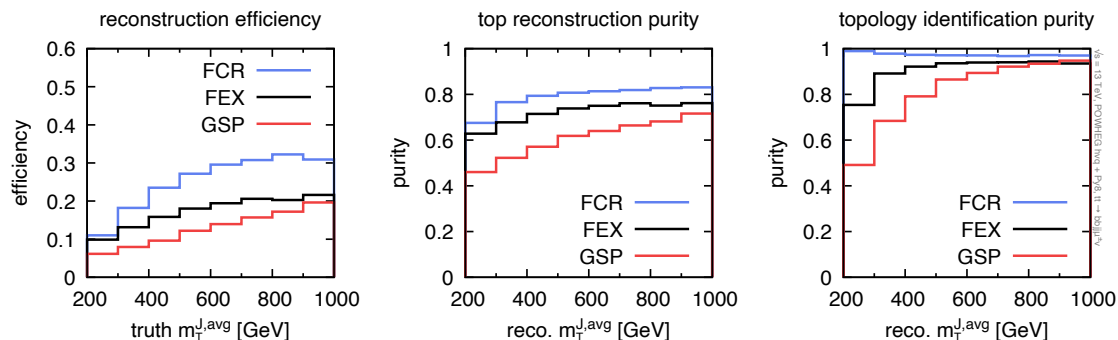 reconstruction efficiency
0.6
0.5
0.4
0.3
0.2
0.1
0
efficiency
FCR
FEX
GSP
200 400 600 800 1000
truth m_T^{J,avg} [GeV]
top reconstruction purity
1
0.8
0.6
0.4
0.2
0
purity
FCR
FEX
GSP
200 400 600 800 1000
reco. m_T^{J,avg} [GeV]
topology identification purity
1
0.8
0.6
0.4
0.2
0
purity
FCR
FEX
GSP
200 400 600 800 1000
reco. m_T^{J,avg} [GeV]
√s = 13 TeV, POWHEG hvq + Py8, tt → bbjjμ⁺ν